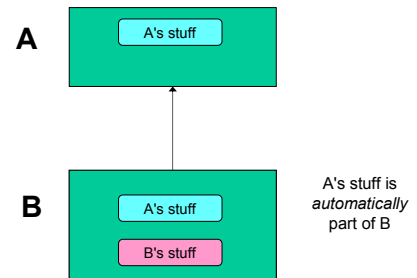 A
A's stuff
B
A's stuff
B's stuff
A's stuff is
automatically
part of B